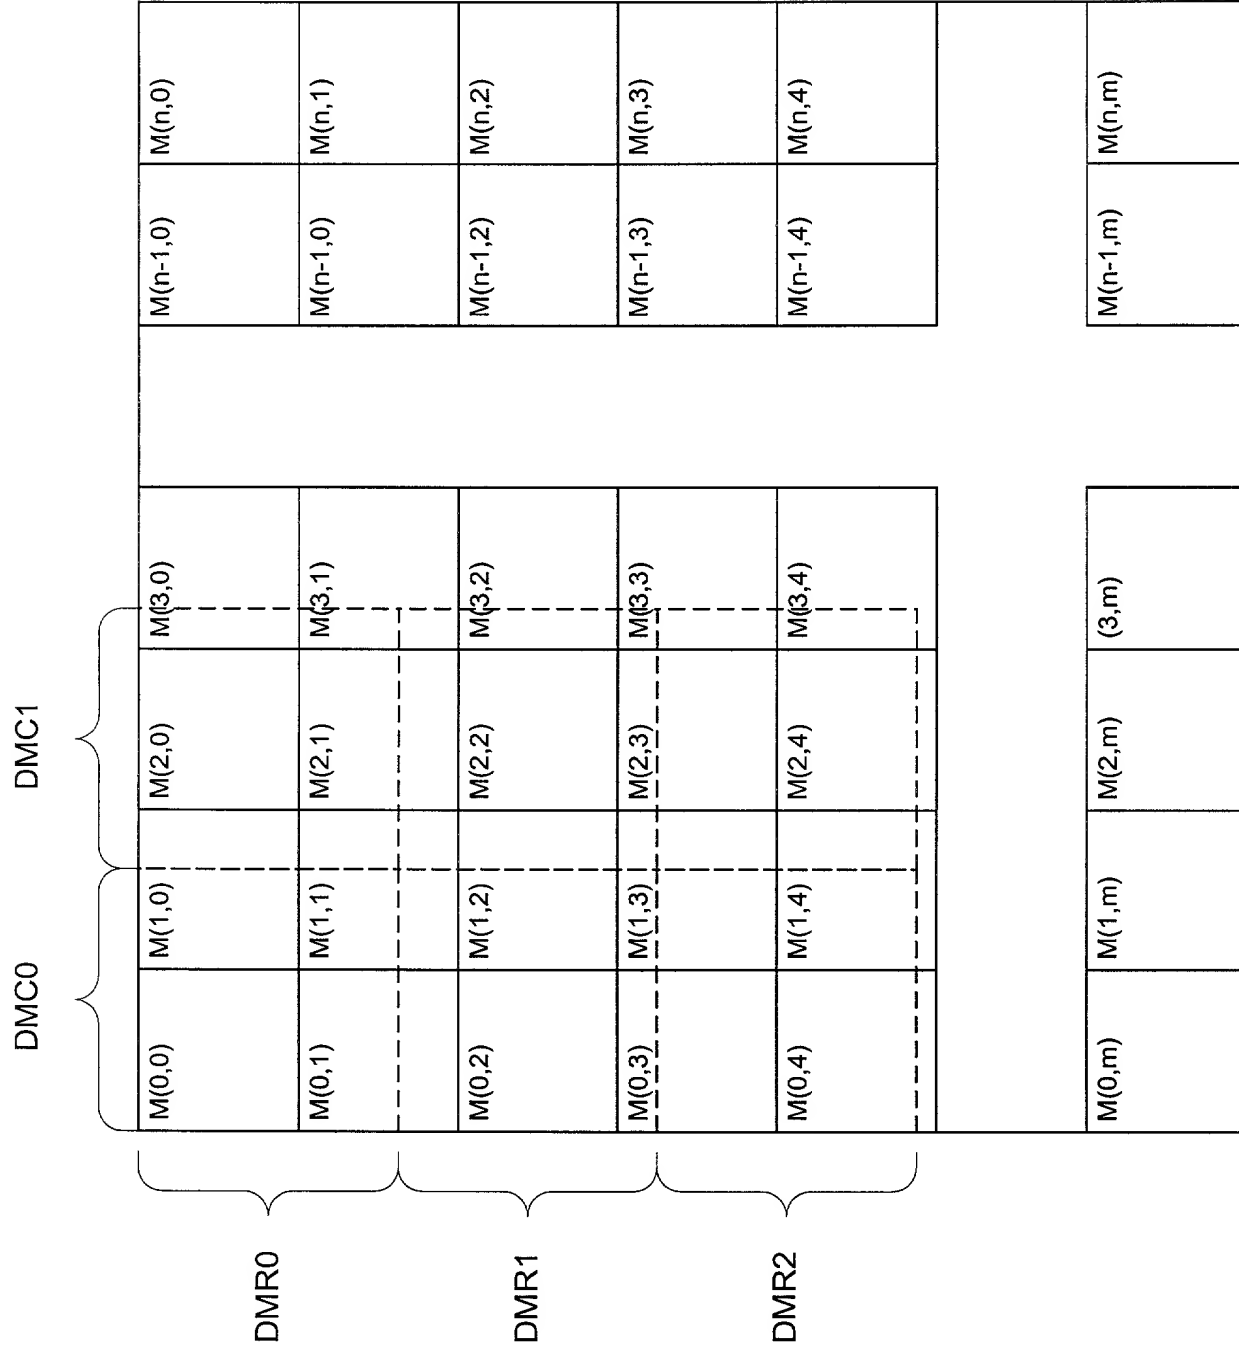 DMC0 DMC1
M(0,0) M(1,0) M(2,0) M(3,0) M(n-1,0) M(n,0)
DMR0
M(0,1) M(1,1) M(2,1) M(3,1) M(n-1,0) M(n,1)
M(0,2) M(1,2) M(2,2) M(3,2) M(n-1,2) M(n,2)
DMR1
M(0,3) M(1,3) M(2,3) M(3,3) M(n-1,3) M(n,3)
DMR2
M(0,4) M(1,4) M(2,4) M(3,4) M(n-1,4) M(n,4)
M(0,m) M(1,m) M(2,m) (3,m) M(n-1,m) M(n,m)